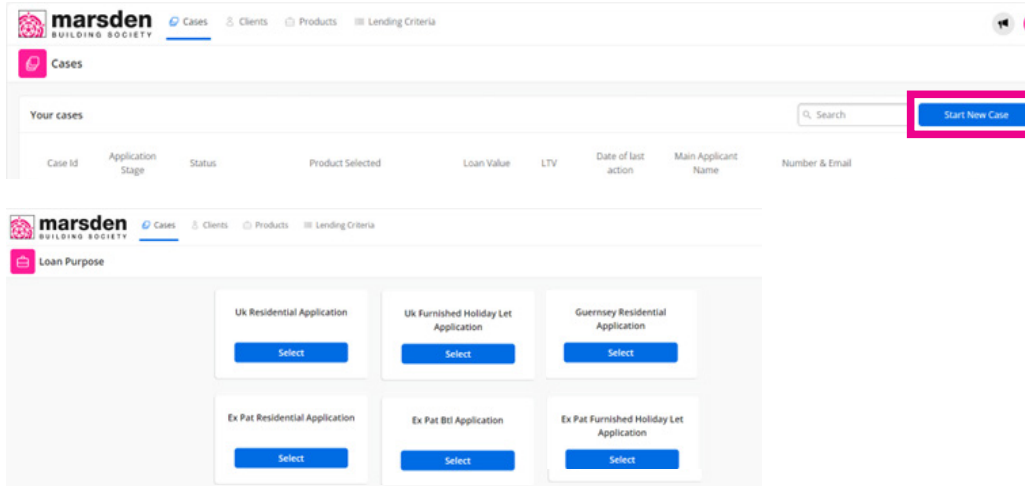 marsden Cases Clients Products Lending Criteria
BUILDING SOCIETY
Cases
Your cases Search Start New Case
Case Id Application Stage Status Product Selected Loan Value LTV Date of last action Main Applicant Name Number & Email
marsden Cases Clients Products Lending Criteria
BUILDING SOCIETY
Loan Purpose
Uk Residential Application
Select
Uk Furnished Holiday Let
Application
Select
Guernsey Residential
Application
Select
Ex Pat Residential Application
Select
Ex Pat Btl Application
Select
Ex Pat Furnished Holiday Let
Application
Select